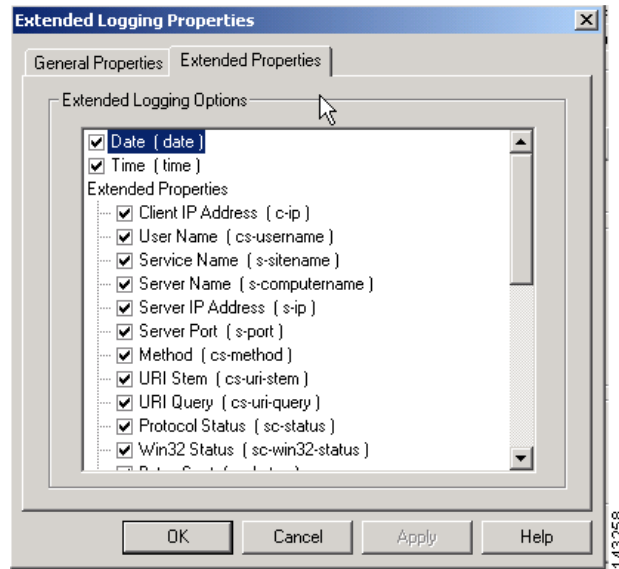 Extended Logging Properties
General Properties
Extended Properties
Extended Logging Options
Date ( date )
Time ( time )
Extended Properties
Client IP Address ( c-ip )
User Name ( cs-username )
Service Name ( s-sitename )
Server Name ( s-computername )
Server IP Address ( s-ip )
Server Port ( s-port )
Method ( cs-method )
URI Stem ( cs-uri-stem )
URI Query ( cs-uri-query )
Protocol Status ( sc-status )
Win32 Status ( sc-win32-status )
OK
Cancel
Apply
Help
143258